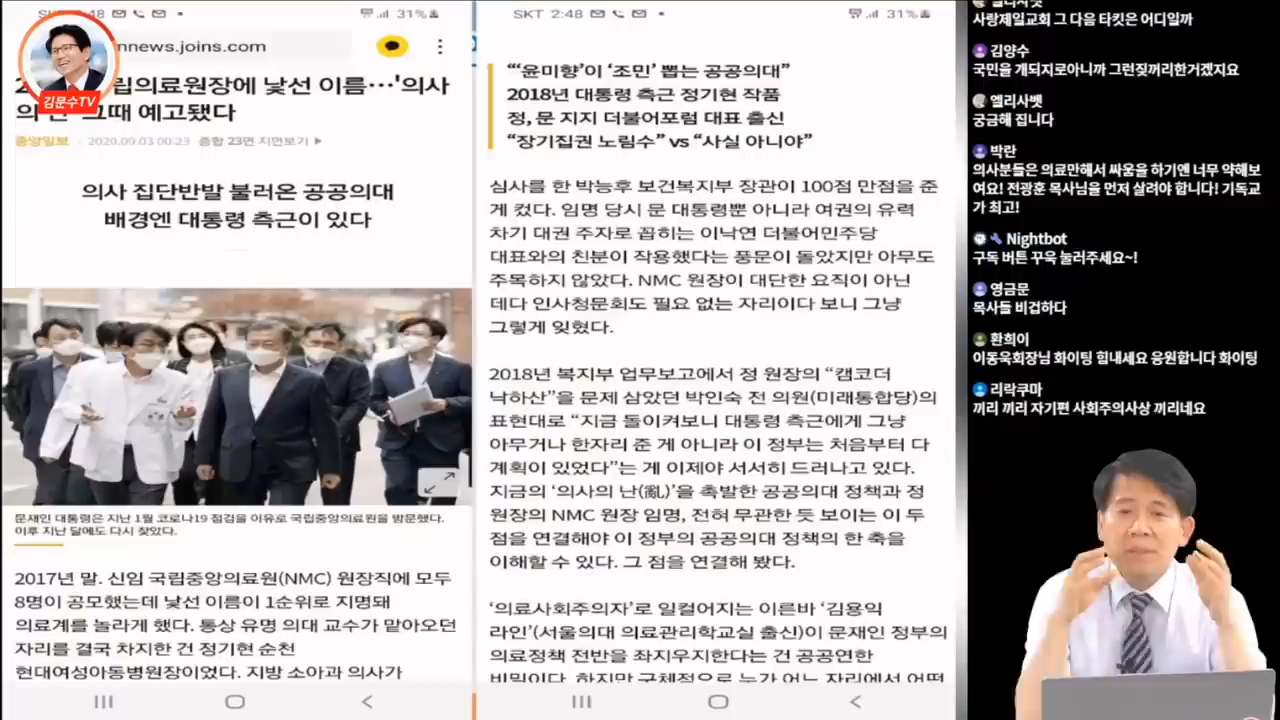 48
31%
nnews.joins.com
김문수TV
립의료원장에 낯선 이름…'의사
그때 예고됐다
중앙일보 2020.09.03 00:23 종합 23면 지면보기 ▶
의사 집단반발 불러온 공공의대
배경엔 대통령 측근이 있다
문재인 대통령은 지난 1월 코로나19 점검을 이유로 국립중앙의료원을 방문했다.
이후 지난 달에도 다시 찾았다.
2017년 말. 신임 국립중앙의료원(NMC) 원장직에 모두
8명이 공모했는데 낯선 이름이 1순위로 지명돼
의료계를 놀라게 했다. 통상 유명 의대 교수가 맡아오던
자리를 결국 차지한 건 정기현 순천
현대여성아동병원장이었다. 지방 소아과 의사가
SKT 2:48
31%
“‘윤미향’이 ‘조민’ 뽑는 공공의대”
2018년 대통령 측근 정기현 작품
정, 문 지지 더불어포럼 대표 출신
“장기집권 노림수” vs “사실 아니야”
심사를 한 박능후 보건복지부 장관이 100점 만점을 준
게 컸다. 임명 당시 문 대통령뿐 아니라 여권의 유력
차기 대권 주자로 꼽히는 이낙연 더불어민주당
대표와의 친분이 작용했다는 풍문이 돌았지만 아무도
주목하지 않았다. NMC 원장이 대단한 요직이 아닌
데다 인사청문회도 필요 없는 자리이다 보니 그냥
그렇게 잊혔다.
2018년 복지부 업무보고에서 정 원장의 “캠코더
낙하산”을 문제 삼았던 박인숙 전 의원(미래통합당)의
표현대로 “지금 돌이켜보니 대통령 측근에게 그냥
아무거나 한자리 준 게 아니라 이 정부는 처음부터 다
계획이 있었다”는 게 이제야 서서히 드러나고 있다.
지금의 ‘의사의 난(亂)’을 촉발한 공공의대 정책과 정
원장의 NMC 원장 임명, 전혀 무관한 듯 보이는 이 두
점을 연결해야 이 정부의 공공의대 정책의 한 축을
이해할 수 있다. 그 점을 연결해 봤다.
‘의료사회주의자’로 일컬어지는 이른바 ‘김용익
라인’(서울의대 의료관리학교실 출신)이 문재인 정부의
의료정책 전반을 좌지우지한다는 건 공공연한
비밀이다. 하지만 구체적으로 누가 어느 자리에서 어떤
엘리사벳
사랑제일교회 그 다음 타킷은 어디일까
김양수
국민을 개되지로아니까 그런짖꺼리한거겠지요
엘리사벳
궁금해 집니다
박란
의사분들은 의료만해서 싸움을 하기엔 너무 약해보
여요! 전광훈 목사님을 먼저 살려야 합니다! 기독교
가 최고!
Nightbot
구독 버튼 꾸욱 눌러주세요~!
영금문
목사들 비겁하다
환희이
이동욱회장님 화이팅 힘내세요 응원합니다 화이팅
리락쿠마
끼리 끼리 자기편 사회주의사상 끼리네요